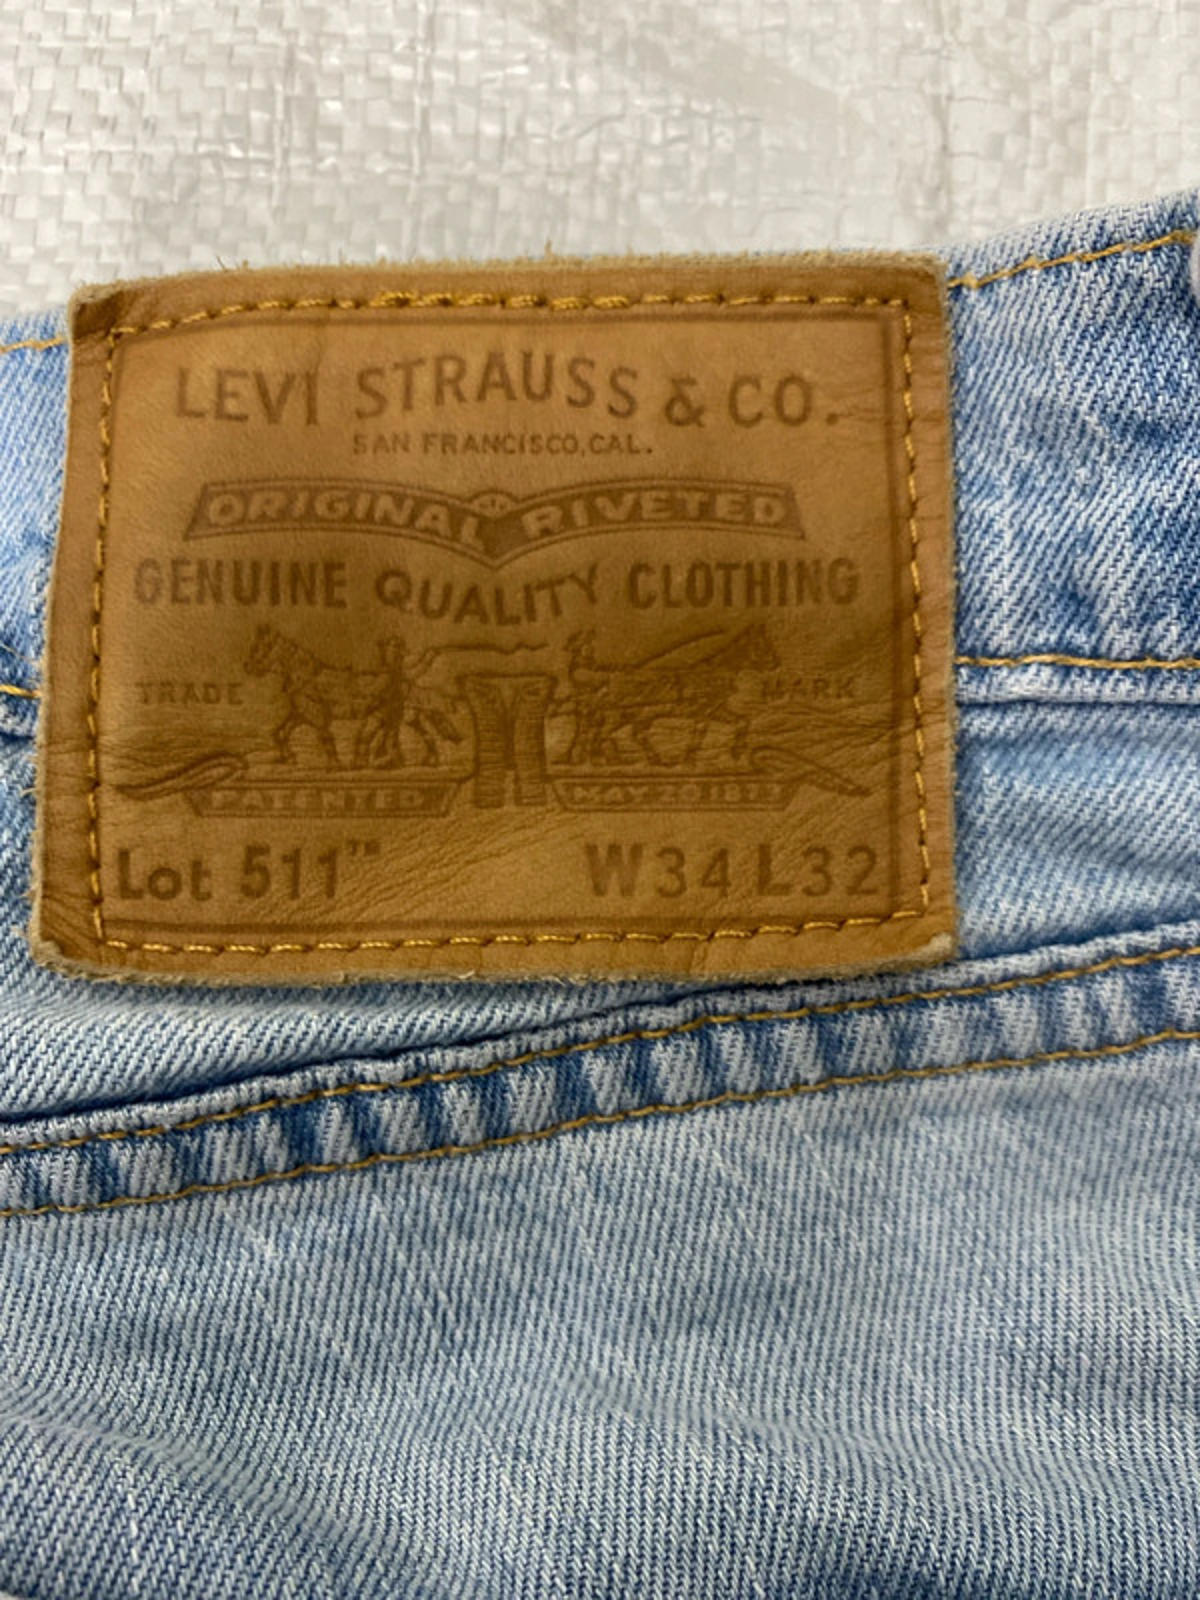 LEVI STRAUSS & CO.
SAN FRANCISCO, CAL.
ORIGINAL RIVETED
GENUINE QUALITY CLOTHING
TRADE MARK
PATENTED MAY 20 1873
Lot 511™ W34 L32